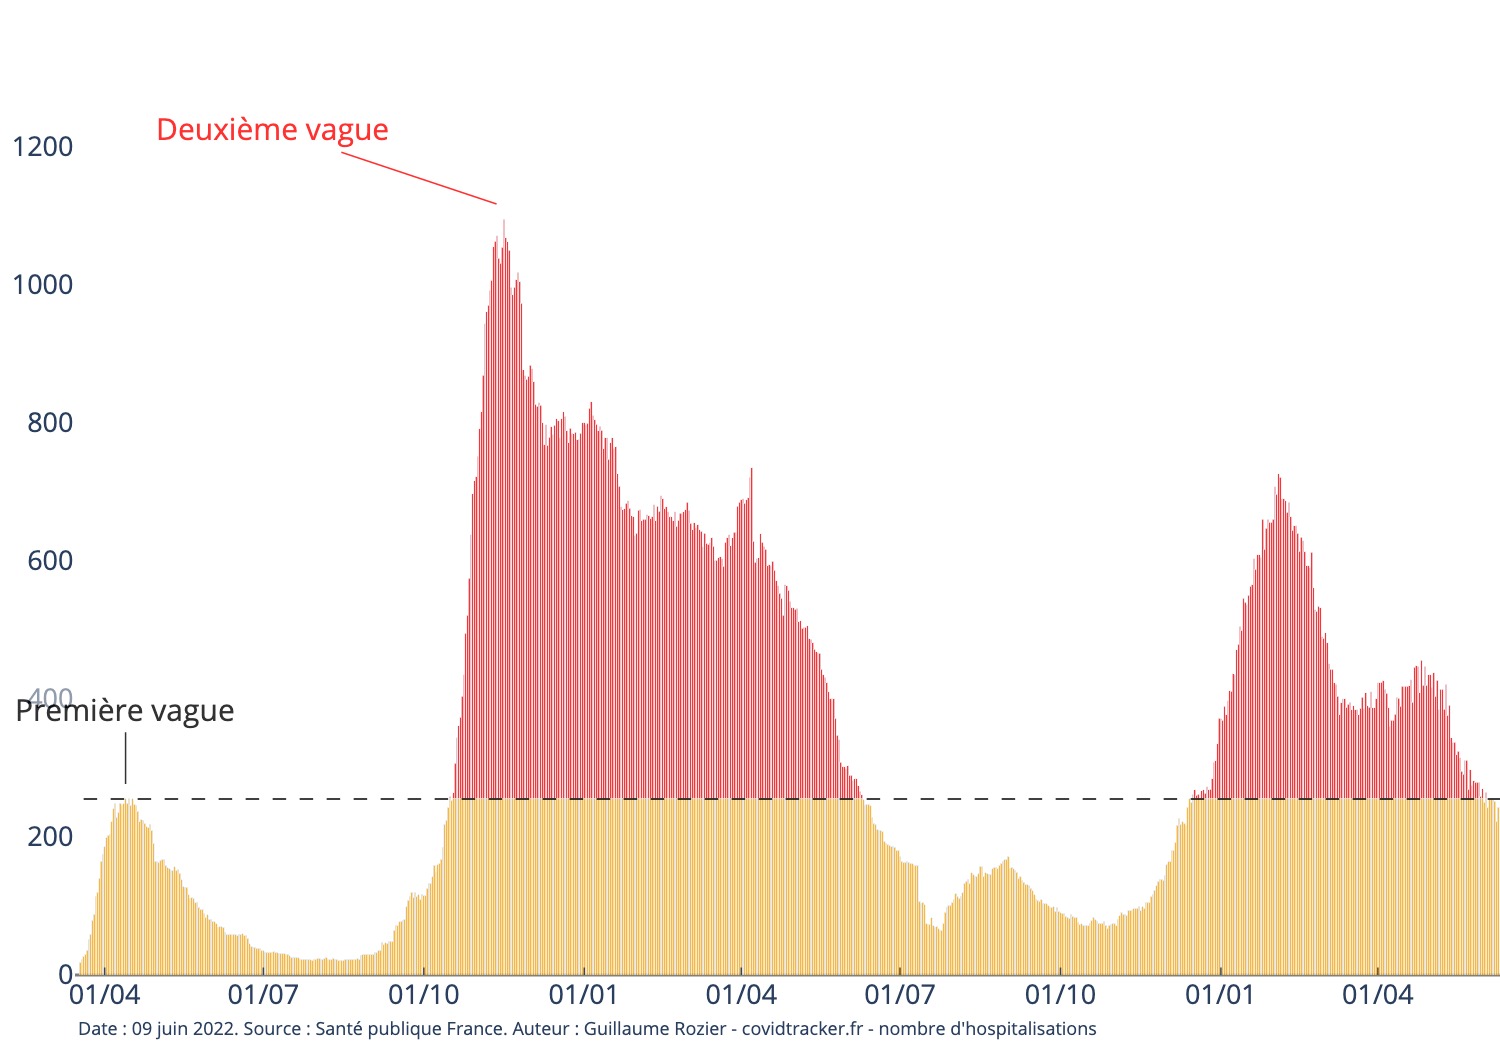 Deuxième vague
1200
1000
800
600
400
Première vague
200
0
01/04 01/07 01/10 01/01 01/04 01/07 01/10 01/01 01/04
Date : 09 juin 2022. Source : Santé publique France. Auteur : Guillaume Rozier - covidtracker.fr - nombre d'hospitalisations